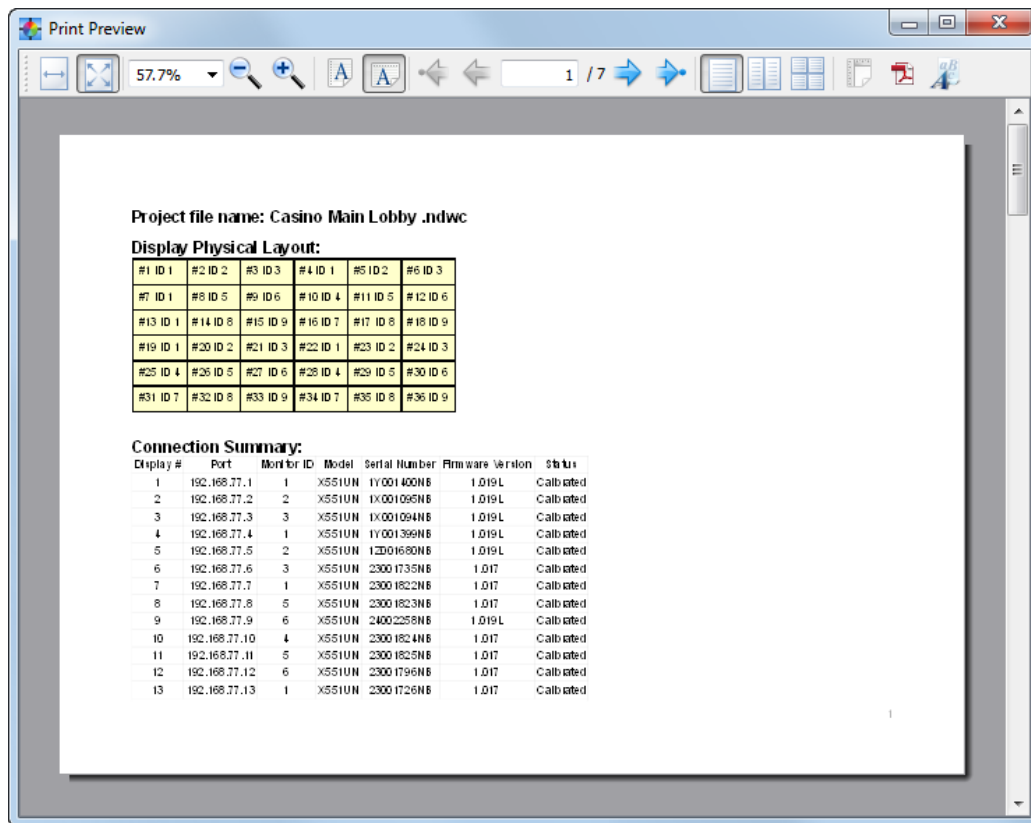 Print Preview
57.7% 1 / 7
Project file name: Casino Main Lobby .ndwc
Display Physical Layout:
#1 ID 1 #2 ID 2 #3 ID 3 #4 ID 1 #5 ID 2 #6 ID 3
#7 ID 1 #8 ID 5 #9 ID 6 #10 ID 4 #11 ID 5 #12 ID 6
#13 ID 1 #14 ID 8 #15 ID 9 #16 ID 7 #17 ID 8 #18 ID 9
#19 ID 1 #20 ID 2 #21 ID 3 #22 ID 1 #23 ID 2 #24 ID 3
#25 ID 4 #26 ID 5 #27 ID 6 #28 ID 4 #29 ID 5 #30 ID 6
#31 ID 7 #32 ID 8 #33 ID 9 #34 ID 7 #35 ID 8 #36 ID 9
Connection Summary:
Display # Port Monitor ID Model Serial Number Firmware Version Status
1 192.168.77.1 1 X551UN 1Y001400NB 1.019L Calibrated
2 192.168.77.2 2 X551UN 1X001095NB 1.019L Calibrated
3 192.168.77.3 3 X551UN 1X001094NB 1.019L Calibrated
4 192.168.77.4 1 X551UN 1Y001399NB 1.019L Calibrated
5 192.168.77.5 2 X551UN 1Z001680NB 1.019L Calibrated
6 192.168.77.6 3 X551UN 23001735NB 1.017 Calibrated
7 192.168.77.7 1 X551UN 23001822NB 1.017 Calibrated
8 192.168.77.8 5 X551UN 23001823NB 1.017 Calibrated
9 192.168.77.9 6 X551UN 24002258NB 1.019L Calibrated
10 192.168.77.10 4 X551UN 23001824NB 1.017 Calibrated
11 192.168.77.11 5 X551UN 23001825NB 1.017 Calibrated
12 192.168.77.12 6 X551UN 23001796NB 1.017 Calibrated
13 192.168.77.13 1 X551UN 23001726NB 1.017 Calibrated
1